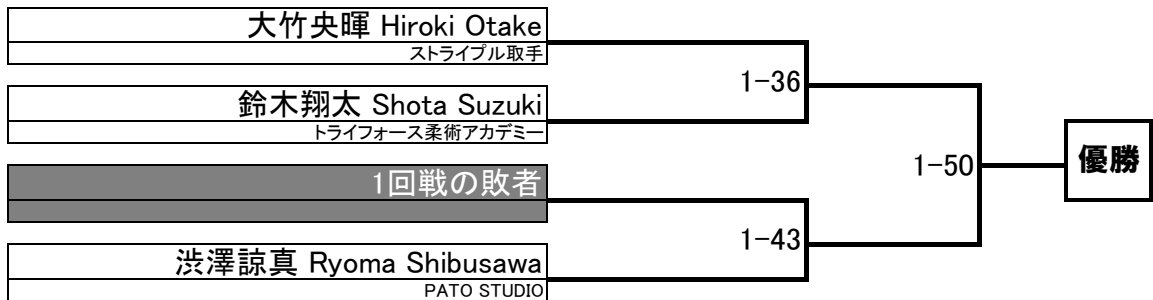 大竹央暉 Hiroki Otake
ストライプル取手
1-36
鈴木翔太 Shota Suzuki
トライフォース柔術アカデミー
1-50
優勝
1回戦の敗者
1-43
渋澤諒真 Ryoma Shibusawa
PATO STUDIO